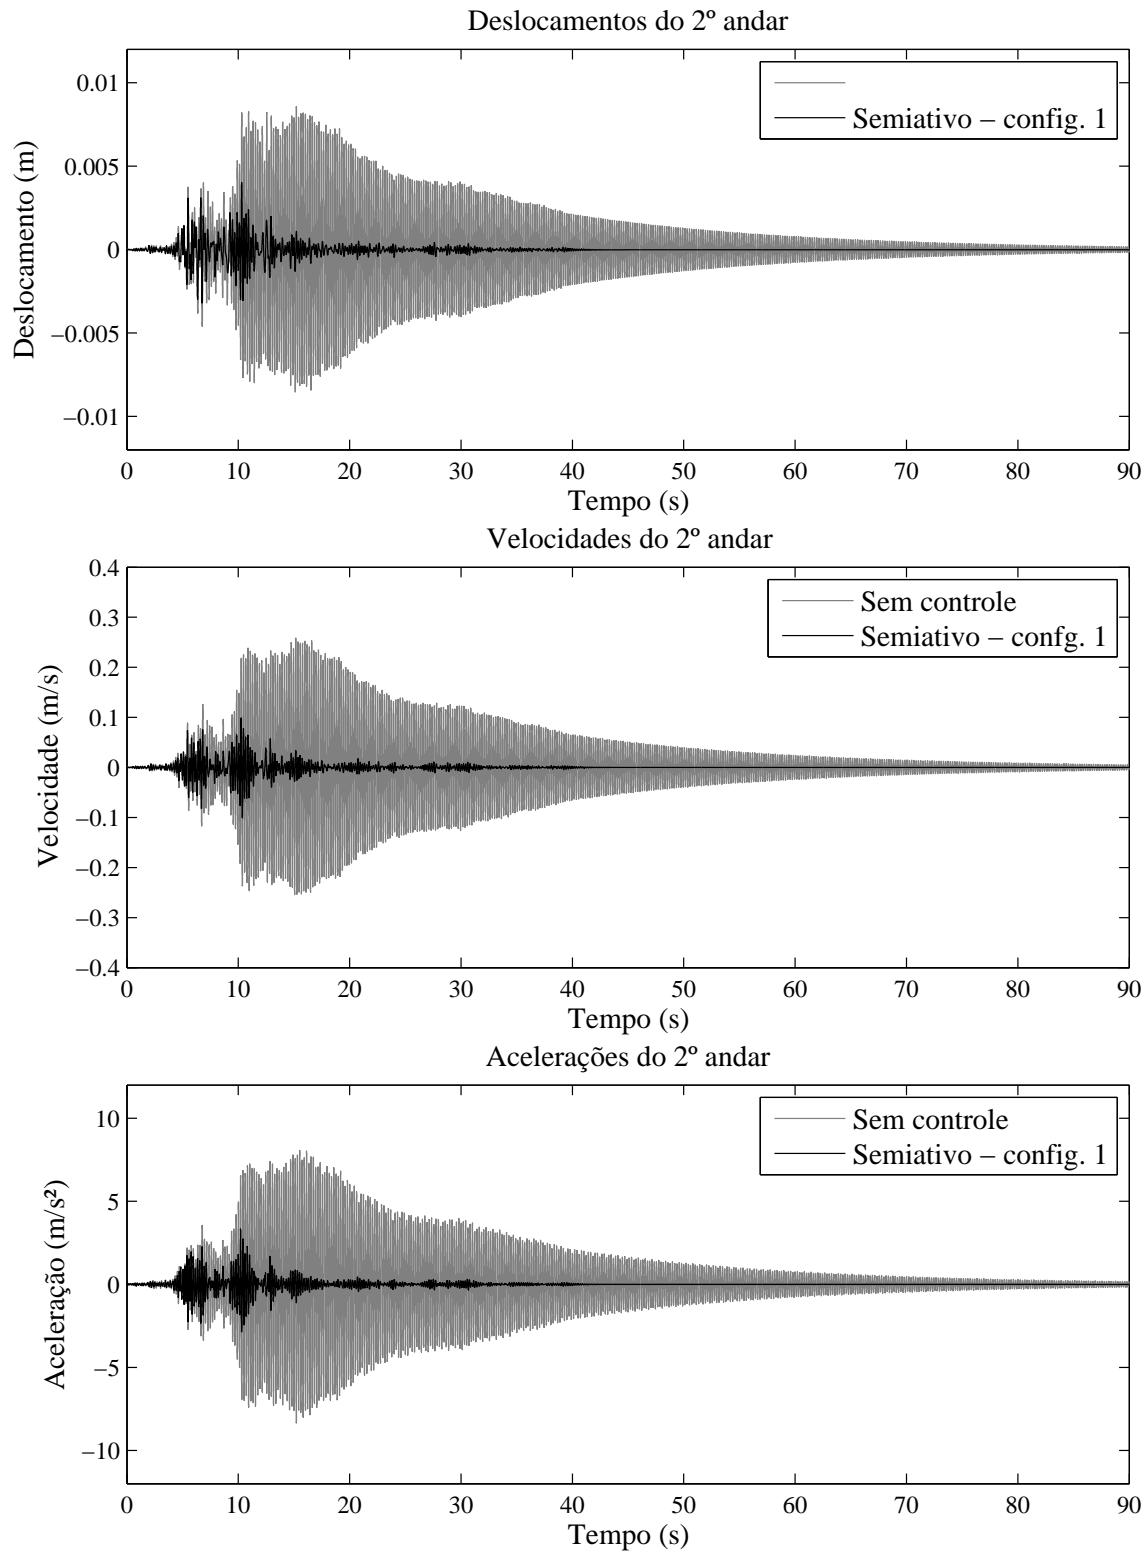 Deslocamentos do 2º andar
Deslocamento (m)
0.01
0.005
0
−0.005
−0.01
Semiativo − config. 1
0 10 20 30 40 50 60 70 80 90
Tempo (s)
Velocidades do 2º andar
Velocidade (m/s)
0.4
0.3
0.2
0.1
0
−0.1
−0.2
−0.3
−0.4
Sem controle
Semiativo − confg. 1
0 10 20 30 40 50 60 70 80 90
Tempo (s)
Acelerações do 2º andar
Aceleração (m/s²)
10
5
0
−5
−10
Sem controle
Semiativo − config. 1
0 10 20 30 40 50 60 70 80 90
Tempo (s)